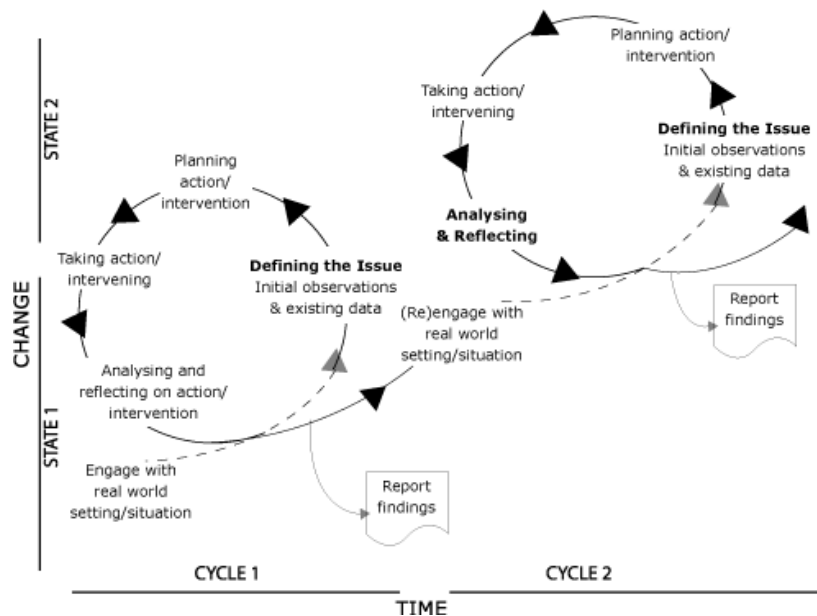 CHANGE
STATE 2
STATE 1
Planning
action/
intervention
Taking action/
intervening
Defining the Issue
Initial observations
& existing data
Analysing and
reflecting on action/
intervention
Engage with
real world
setting/situation
Report
findings
Planning action/
intervention
Taking action/
intervening
Defining the Issue
Initial observations
& existing data
Analysing
& Reflecting
(Re)engage with
real world
setting/situation
Report
findings
CYCLE 1
CYCLE 2
TIME